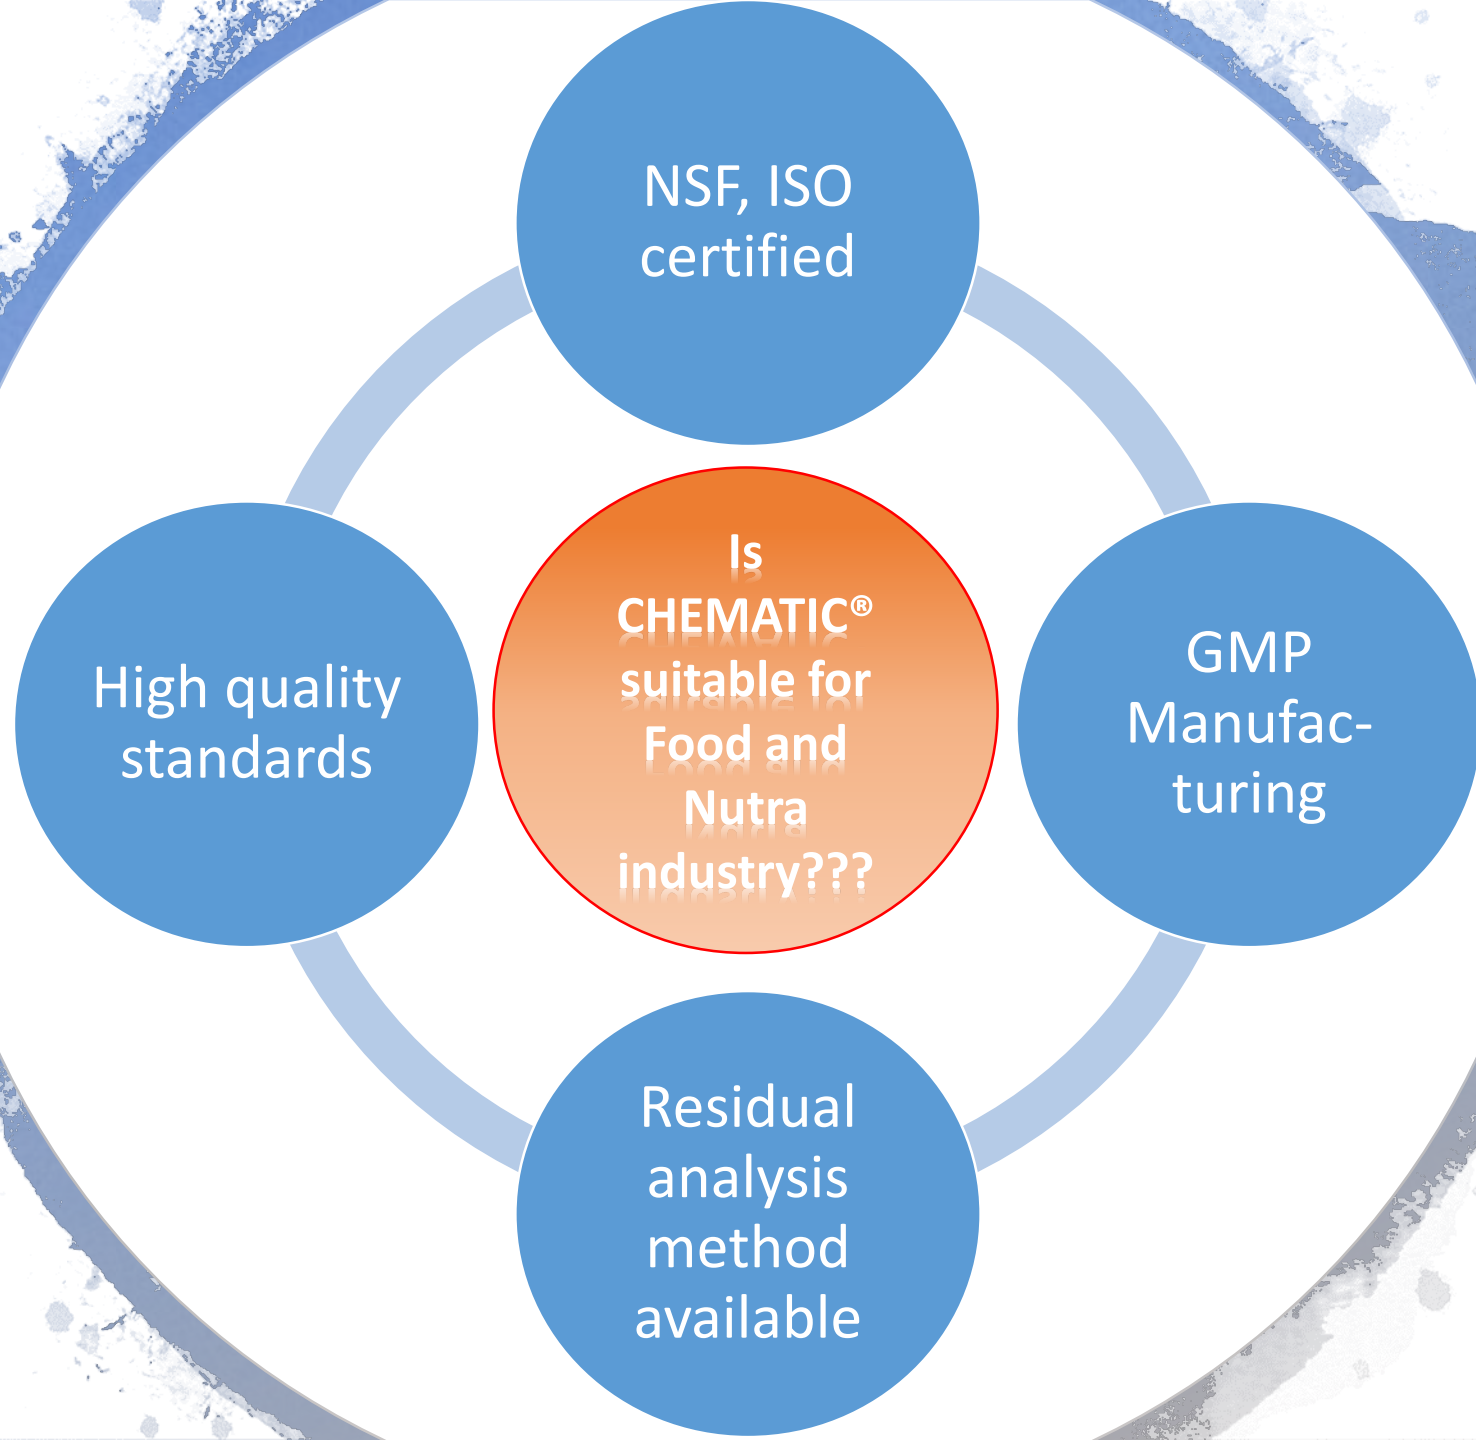 NSF, ISO
certified
Is
CHEMATIC®
suitable for
Food and
Nutra
industry???
High quality
standards
GMP
Manufac-
turing
Residual
analysis
method
available